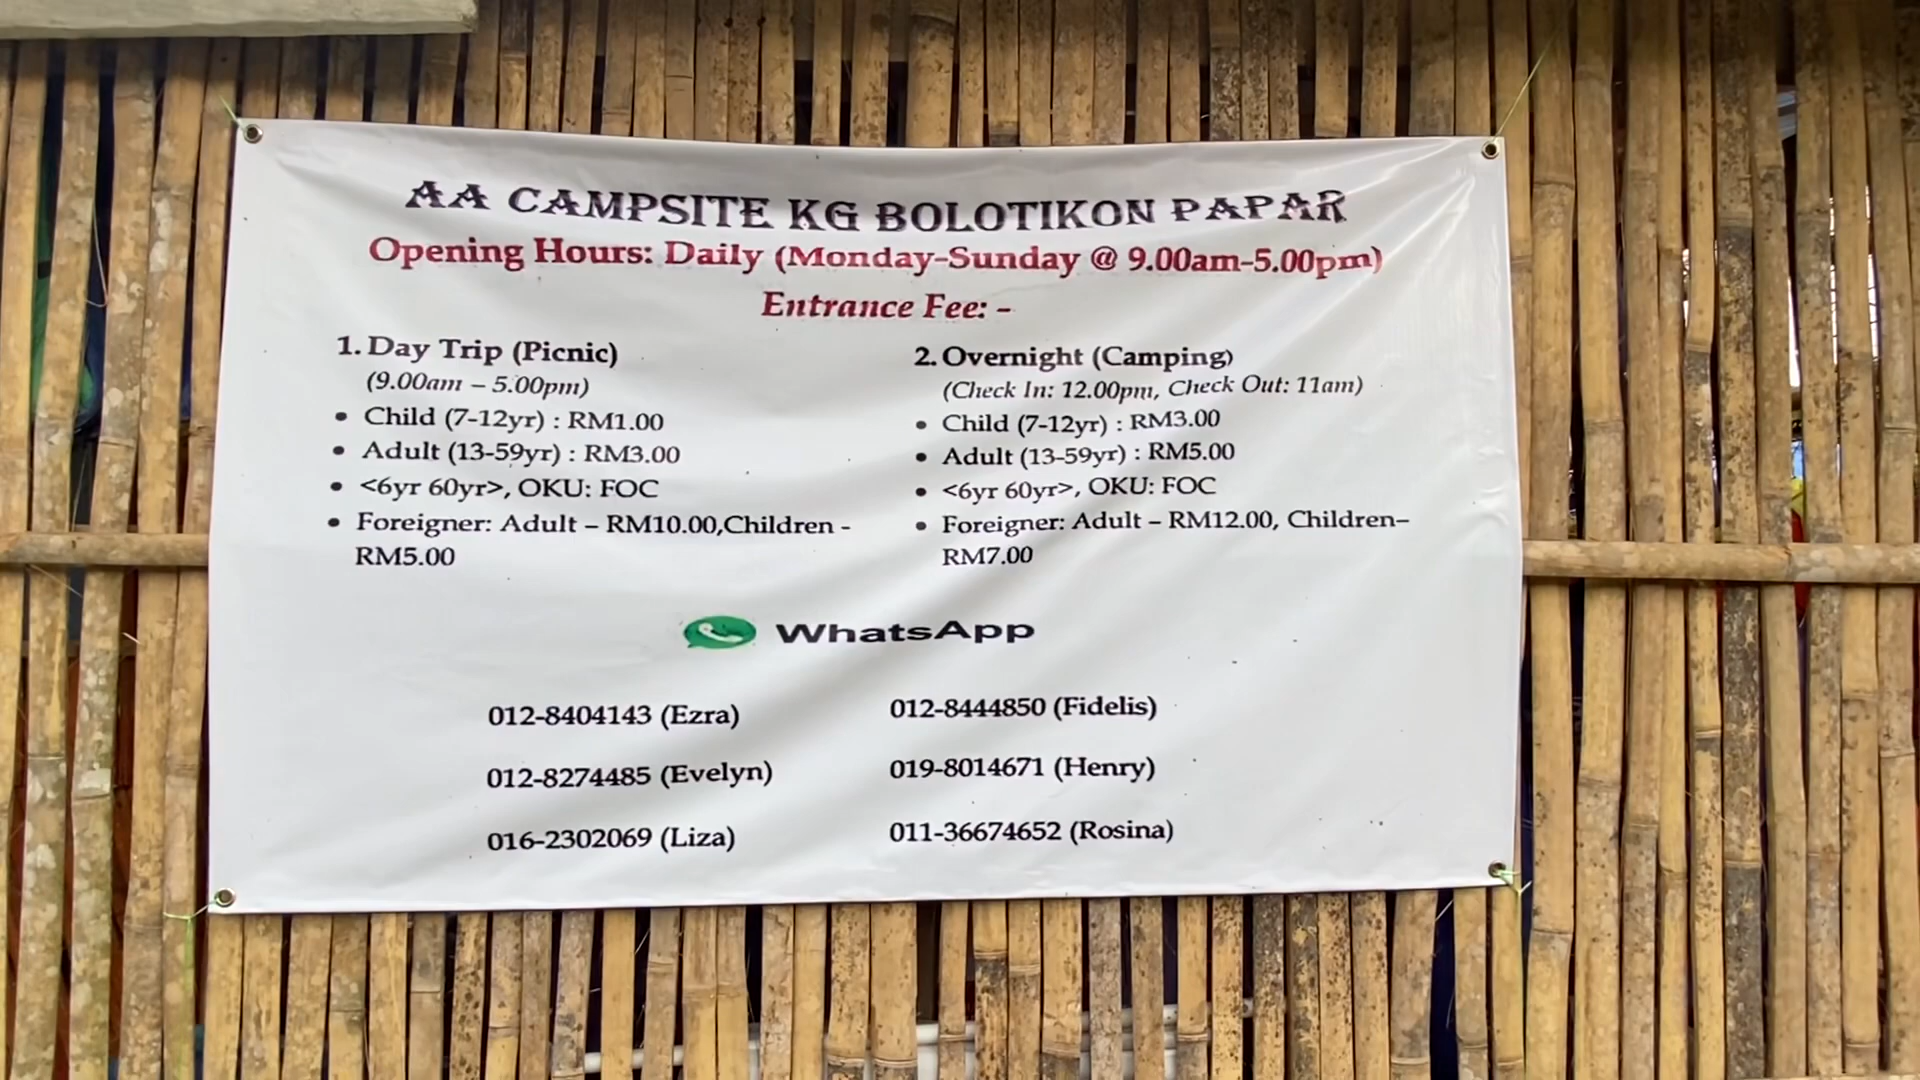 AA CAMPSITE KG BOLOTIKON PAPAR
Opening Hours: Daily (Monday-Sunday @ 9.00am-5.00pm)
Entrance Fee: -
1. Day Trip (Picnic)
(9.00am – 5.00pm)
• Child (7-12yr) : RM1.00
• Adult (13-59yr) : RM3.00
• <6yr 60yr>, OKU: FOC
• Foreigner: Adult – RM10.00,Children -
RM5.00
2. Overnight (Camping)
(Check In: 12.00pm, Check Out: 11am)
• Child (7-12yr) : RM3.00
• Adult (13-59yr) : RM5.00
• <6yr 60yr>, OKU: FOC
• Foreigner: Adult – RM12.00, Children–
RM7.00
WhatsApp
012-8404143 (Ezra)
012-8274485 (Evelyn)
016-2302069 (Liza)
012-8444850 (Fidelis)
019-8014671 (Henry)
011-36674652 (Rosina)